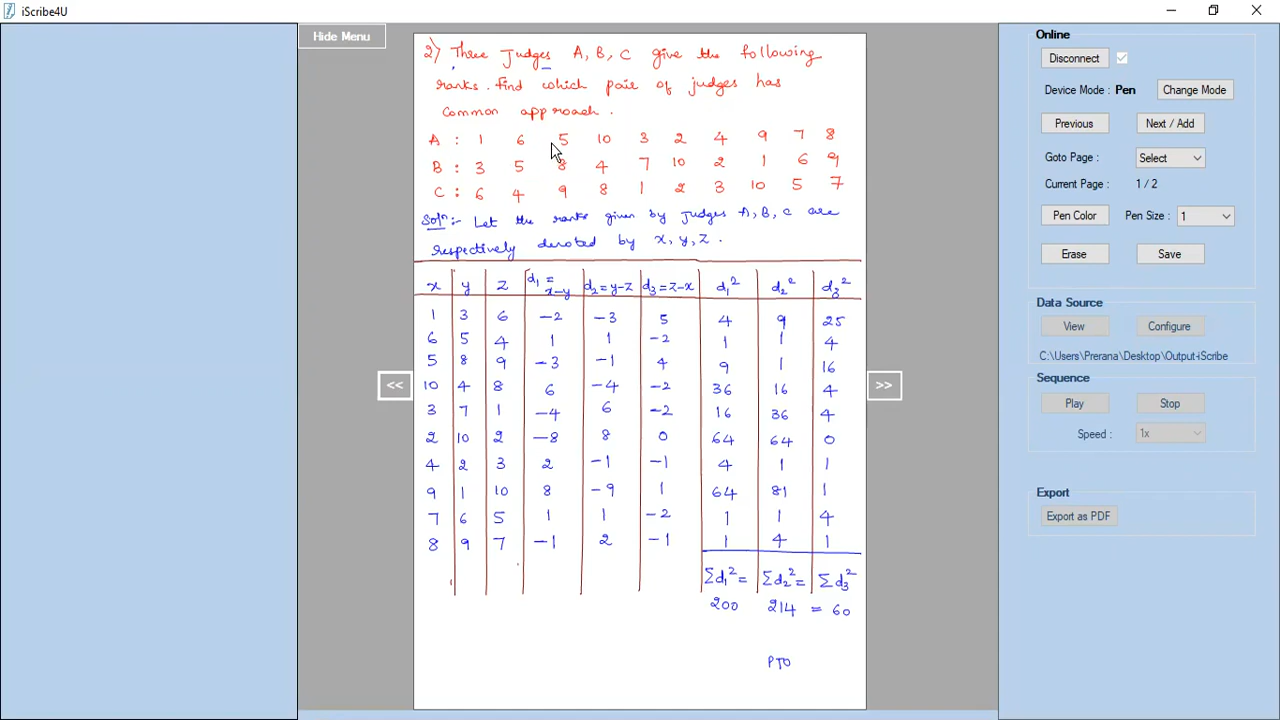 iScribe4U
Hide Menu
2) Three Judges A, B, C give the following
ranks. Find which pair of judges has
common approach.
A : 1 6 5 10 3 2 4 9 7 8
B : 3 5 8 4 7 10 2 1 6 9
C : 6 4 9 8 1 2 3 10 5 7
Solⁿ:- Let the ranks given by Judges A, B, C are
respectively denoted by x, y, z.
x y z d₁ = x-y d₂=y-z d₃=z-x d₁² d₂² d₃²
1 3 6 -2 -3 5 4 9 25
6 5 4 1 1 -2 1 1 4
5 8 9 -3 -1 4 9 1 16
10 4 8 6 -4 -2 36 16 4
3 7 1 -4 6 -2 16 36 4
2 10 2 -8 8 0 64 64 0
4 2 3 2 -1 -1 4 1 1
9 1 10 8 -9 1 64 81 1
7 6 5 1 1 -2 1 1 4
8 9 7 -1 2 -1 1 4 1
Σd₁²= Σd₂²= Σd₃²
200 214 = 60
PTO
<<
>>
Online
Disconnect
Device Mode : Pen Change Mode
Previous Next / Add
Goto Page : Select
Current Page : 1 / 2
Pen Color Pen Size : 1
Erase Save
Data Source
View Configure
C:\Users\Prerana\Desktop\Output+iScribe
Sequence
Play Stop
Speed : 1x
Export
Export as PDF